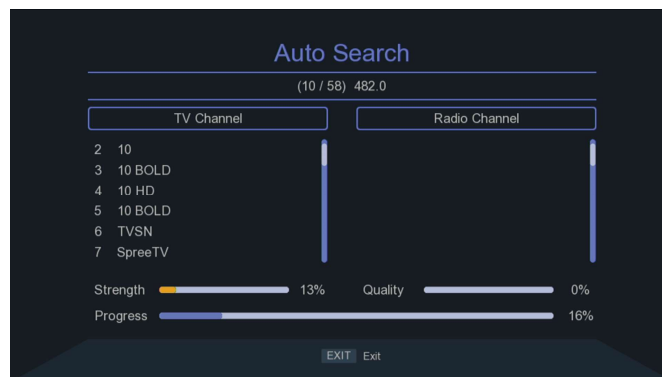 Auto Search
(10 / 58) 482.0
TV Channel Radio Channel
2 10
3 10 BOLD
4 10 HD
5 10 BOLD
6 TVSN
7 SpreeTV
Strength 13% Quality 0%
Progress 16%
EXIT Exit